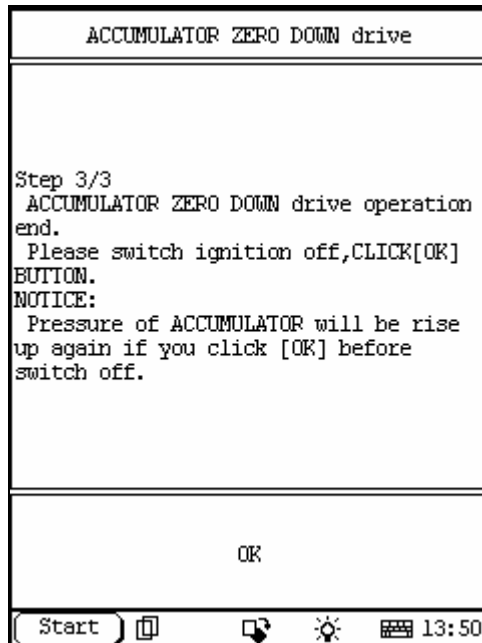 ACCUMULATOR ZERO DOWN drive
Step 3/3
ACCUMULATOR ZERO DOWN drive operation
end.
Please switch ignition off,CLICK[OK]
BUTTON.
NOTICE:
Pressure of ACCUMULATOR will be rise
up again if you click [OK] before
switch off.
OK
Start 13:50